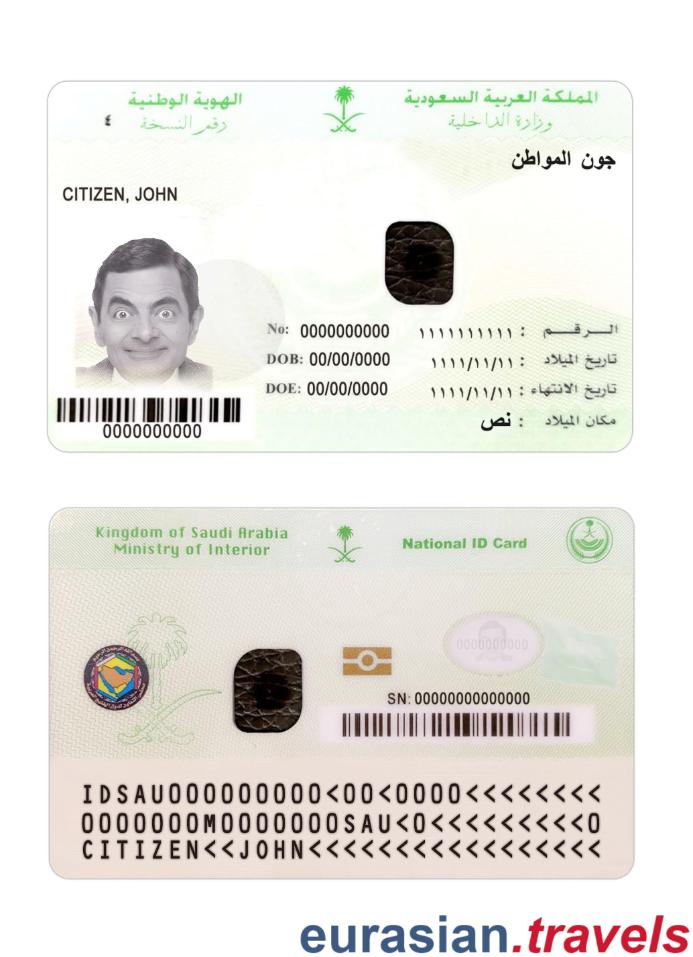 المملكة العربية السعودية
وزارة الداخلية
الهوية الوطنية
رقم النسخة ٤
جون المواطن
CITIZEN, JOHN
No: 0000000000 الرقم : ١١١١١١١١١١
DOB: 00/00/0000 تاريخ الميلاد : ١١١١/١١/١١
DOE: 00/00/0000 تاريخ الانتهاء : ١١١١/١١/١١
مكان الميلاد : نص
0000000000
Kingdom of Saudi Arabia
Ministry of Interior
National ID Card
0000000000
SN: 00000000000000
IDSAU0000000000<00<0000<<<<<<<<
0000000M0000000SAU<0<<<<<<<<<<0
CITIZEN<<JOHN<<<<<<<<<<<<<<<<<<
eurasian.travels